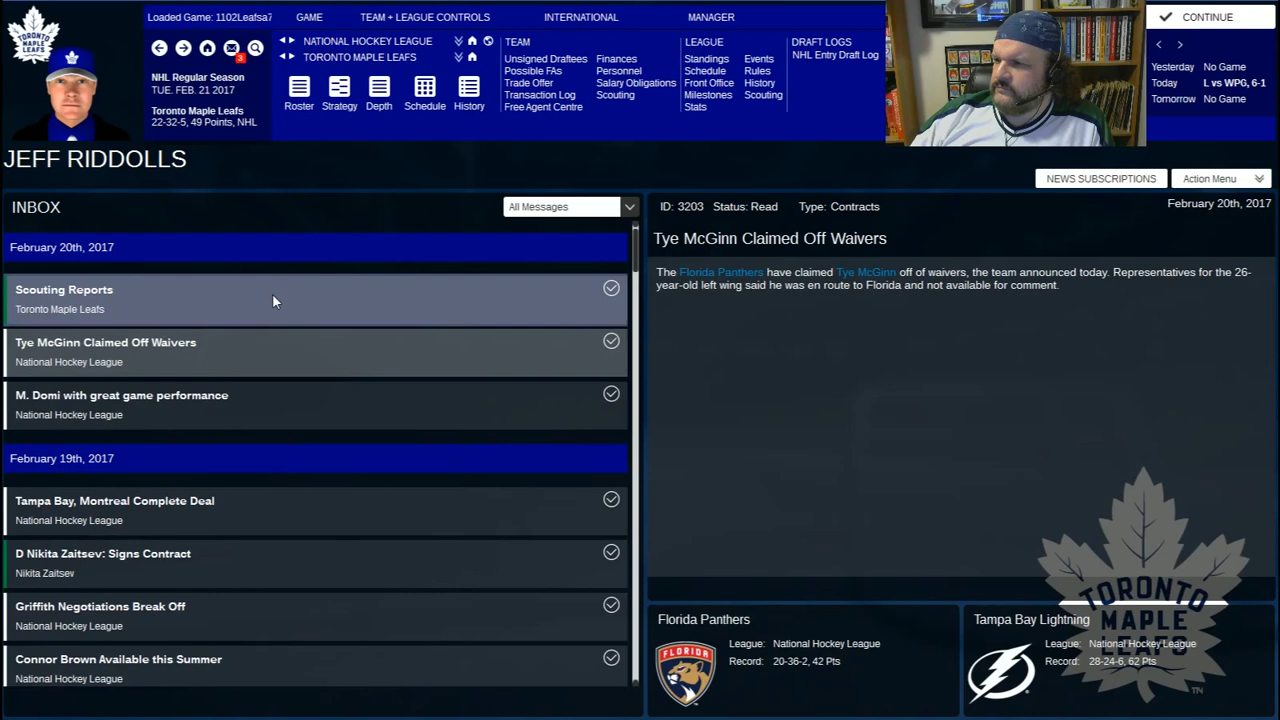 Loaded Game: 1102Leafsa7
GAME
TEAM + LEAGUE CONTROLS
INTERNATIONAL
MANAGER
CONTINUE
TORONTO
MAPLE
LEAFS
3
NHL Regular Season
TUE. FEB. 21 2017
Toronto Maple Leafs
22-32-5, 49 Points, NHL
NATIONAL HOCKEY LEAGUE
TORONTO MAPLE LEAFS
Roster
Strategy
Depth
Schedule
History
TEAM
Unsigned Draftees
Finances
Possible FAs
Personnel
Trade Offer
Salary Obligations
Transaction Log
Scouting
Free Agent Centre
LEAGUE
Standings
Events
Schedule
Rules
Front Office
History
Milestones
Scouting
Stats
DRAFT LOGS
NHL Entry Draft Log
Yesterday
No Game
Today
L vs WPG, 6-1
Tomorrow
No Game
JEFF RIDDOLLS
NEWS SUBSCRIPTIONS
Action Menu
INBOX
All Messages
February 20th, 2017
Scouting Reports
Toronto Maple Leafs
Tye McGinn Claimed Off Waivers
National Hockey League
M. Domi with great game performance
National Hockey League
February 19th, 2017
Tampa Bay, Montreal Complete Deal
National Hockey League
D Nikita Zaitsev: Signs Contract
Nikita Zaitsev
Griffith Negotiations Break Off
National Hockey League
Connor Brown Available this Summer
National Hockey League
ID: 3203 Status: Read Type: Contracts
February 20th, 2017
Tye McGinn Claimed Off Waivers
The Florida Panthers have claimed Tye McGinn off of waivers, the team announced today. Representatives for the 26-
year-old left wing said he was en route to Florida and not available for comment.
Florida Panthers
FLORIDA
League: National Hockey League
Record: 20-36-2, 42 Pts
Tampa Bay Lightning
League: National Hockey League
Record: 28-24-6, 62 Pts
TORONTO
MAPLE
LEAFS
TM